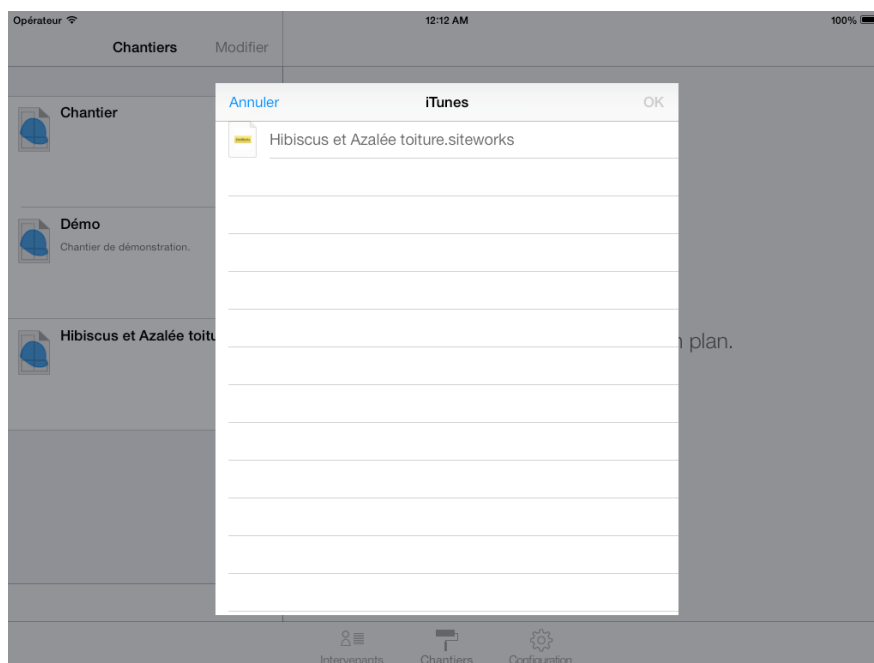 Opérateur 12:12 AM 100%
Chantiers Modifier
Annuler iTunes OK
Hibiscus et Azalée toiture.siteworks
Chantier
Démo
Chantier de démonstration.
Hibiscus et Azalée toitu
plan.
Intervenants Chantiers Configuration